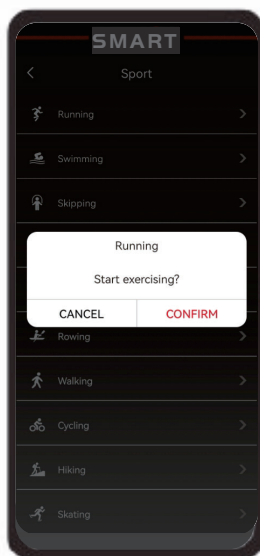 SMART
Sport
Running
Swimming
Skipping
Running
Start exercising?
CANCEL CONFIRM
Rowing
Walking
Cycling
Hiking
Skating